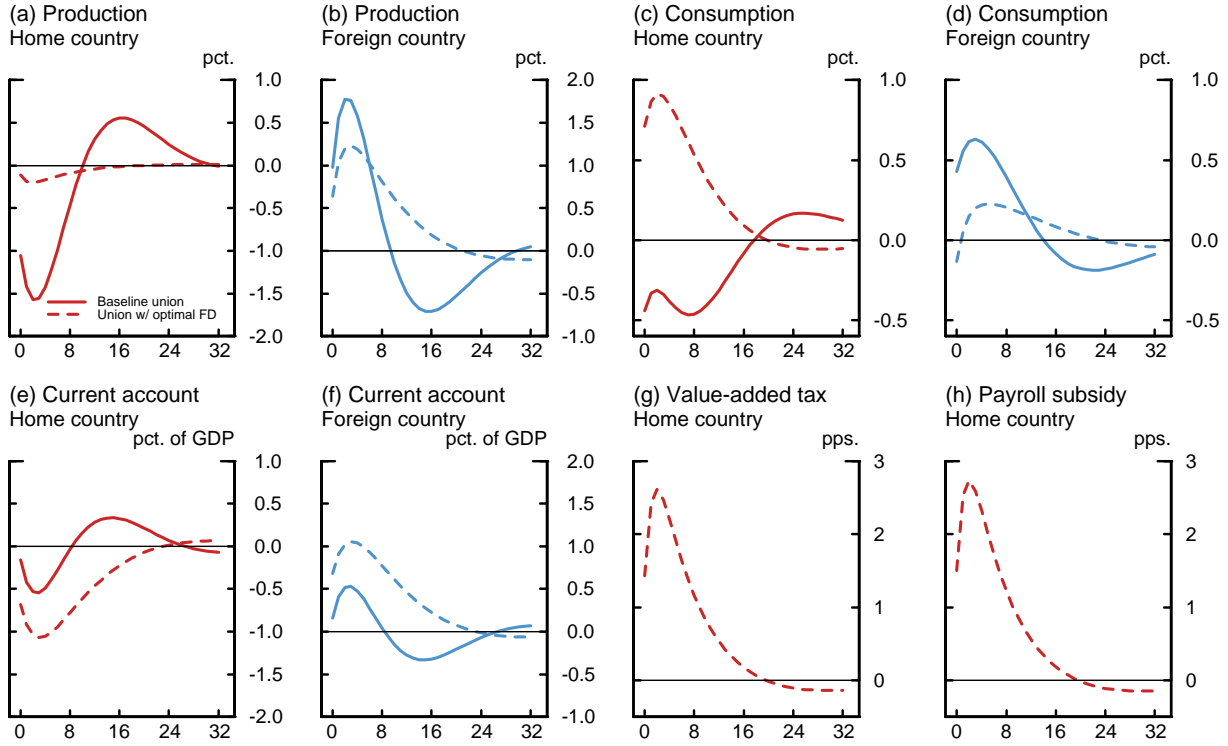 (a) Production
Home country
pct.
1.0
0.5
0.0
-0.5
-1.0
-1.5
-2.0
Baseline union
Union w/ optimal FD
0 8 16 24 32
(b) Production
Foreign country
pct.
2.0
1.5
1.0
0.5
0.0
-0.5
-1.0
0 8 16 24 32
(c) Consumption
Home country
pct.
1.0
0.5
0.0
-0.5
0 8 16 24 32
(d) Consumption
Foreign country
pct.
1.0
0.5
0.0
-0.5
0 8 16 24 32
(e) Current account
Home country
pct. of GDP
1.0
0.5
0.0
-0.5
-1.0
-1.5
-2.0
0 8 16 24 32
(f) Current account
Foreign country
pct. of GDP
2.0
1.5
1.0
0.5
0.0
-0.5
-1.0
0 8 16 24 32
(g) Value-added tax
Home country
pps.
3
2
1
0
0 8 16 24 32
(h) Payroll subsidy
Home country
pps.
3
2
1
0
0 8 16 24 32